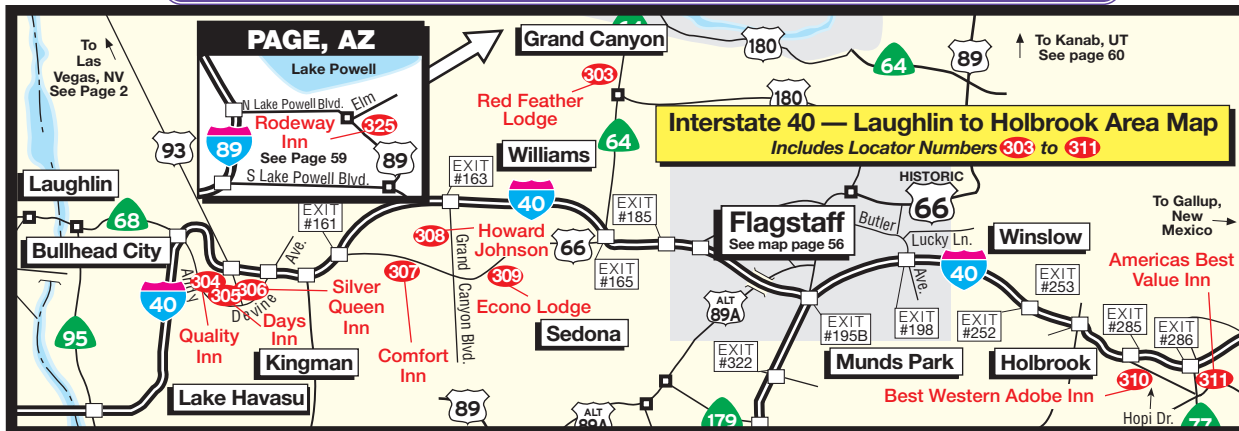 To
Las
Vegas, NV
See Page 2
PAGE, AZ
Lake Powell
N Lake Powell Blvd.
Elm
Rodeway
Inn
325
See Page 59
89
89
S Lake Powell Blvd.
93
Grand Canyon
64
180
64
89
To Kanab, UT
See page 60
303
Red Feather
Lodge
180
64
Interstate 40 — Laughlin to Holbrook Area Map
Includes Locator Numbers 303 to 311
Laughlin
68
Bullhead City
EXIT
#161
EXIT
#163
Williams
40
EXIT
#185
66
EXIT
#165
Flagstaff
See map page 56
HISTORIC
66
Butler
Lucky Ln.
Ave.
Winslow
40
To Gallup,
New
Mexico
Americas Best
Value Inn
Ave.
Andy
Devine
304
305
306
40
Quality
Inn
Days
Inn
Silver
Queen
Inn
307
Comfort
Inn
308
Howard
Johnson
309
Econo Lodge
Grand Canyon Blvd.
Sedona
ALT
89A
EXIT
#322
EXIT
#195B
EXIT
#198
EXIT
#252
EXIT
#253
EXIT
#285
EXIT
#286
95
Kingman
Lake Havasu
89
ALT
89A
179
Munds Park
Holbrook
Best Western Adobe Inn
310
311
Hopi Dr.
77